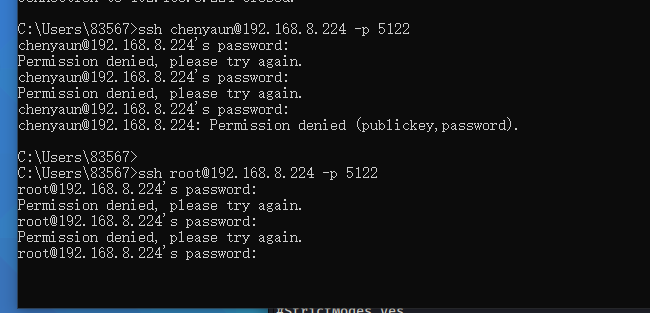 C:\Users\83567>ssh chenyaun@192.168.8.224 -p 5122
chenyaun@192.168.8.224's password:
Permission denied, please try again.
chenyaun@192.168.8.224's password:
Permission denied, please try again.
chenyaun@192.168.8.224's password:
chenyaun@192.168.8.224: Permission denied (publickey,password).
C:\Users\83567>
C:\Users\83567>ssh root@192.168.8.224 -p 5122
root@192.168.8.224's password:
Permission denied, please try again.
root@192.168.8.224's password:
Permission denied, please try again.
root@192.168.8.224's password:
#StrictModes yes